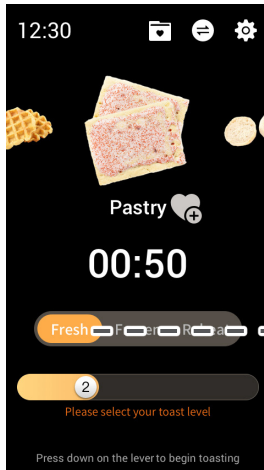 12:30
Pastry
00:50
Fresh
2
Please select your toast level
Press down on the lever to begin toasting